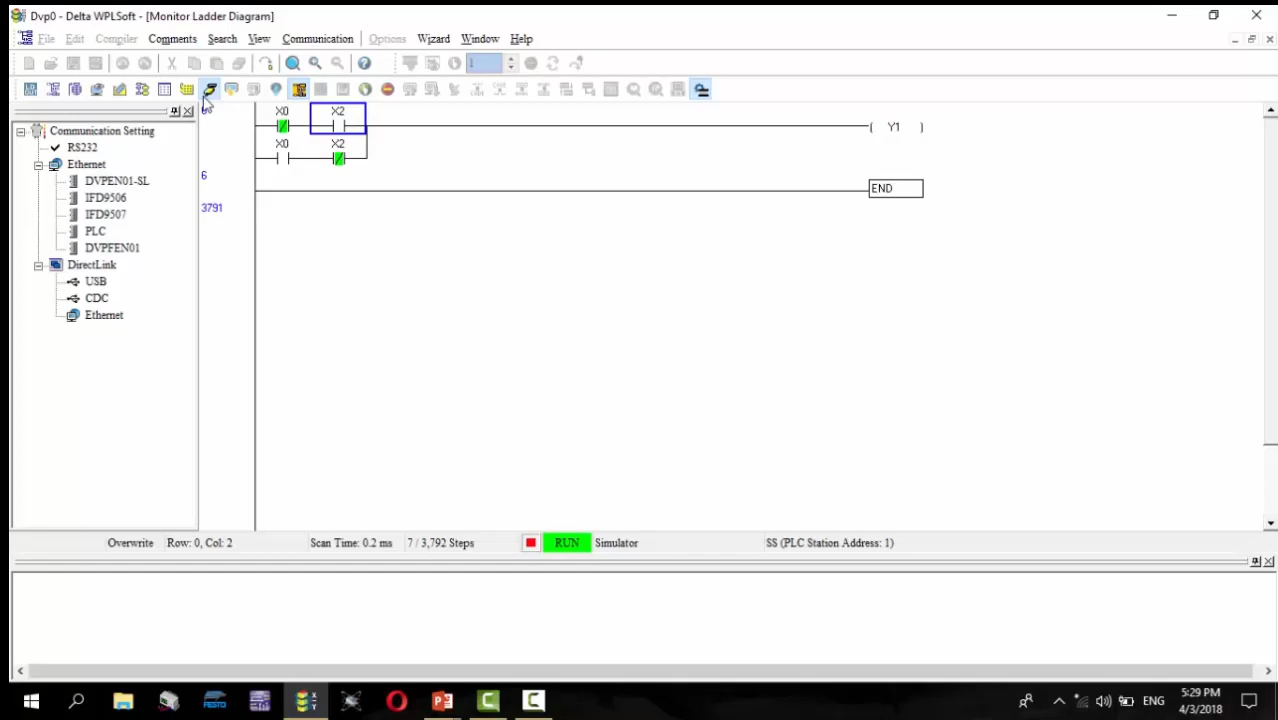 Dvp0 - Delta WPLSoft - [Monitor Ladder Diagram]
File Edit Compiler Comments Search View Communication Options Wizard Window Help
1
Communication Setting
RS232
Ethernet
DVPEN01-SL
IFD9506
IFD9507
PLC
DVPFEN01
DirectLink
USB
CDC
Ethernet
X0 X2
Y1
X0 X2
6
END
3791
Overwrite Row: 0, Col: 2 Scan Time: 0.2 ms 7 / 3,792 Steps RUN Simulator SS (PLC Station Address: 1)
FESTO
ENG
5:29 PM
4/3/2018